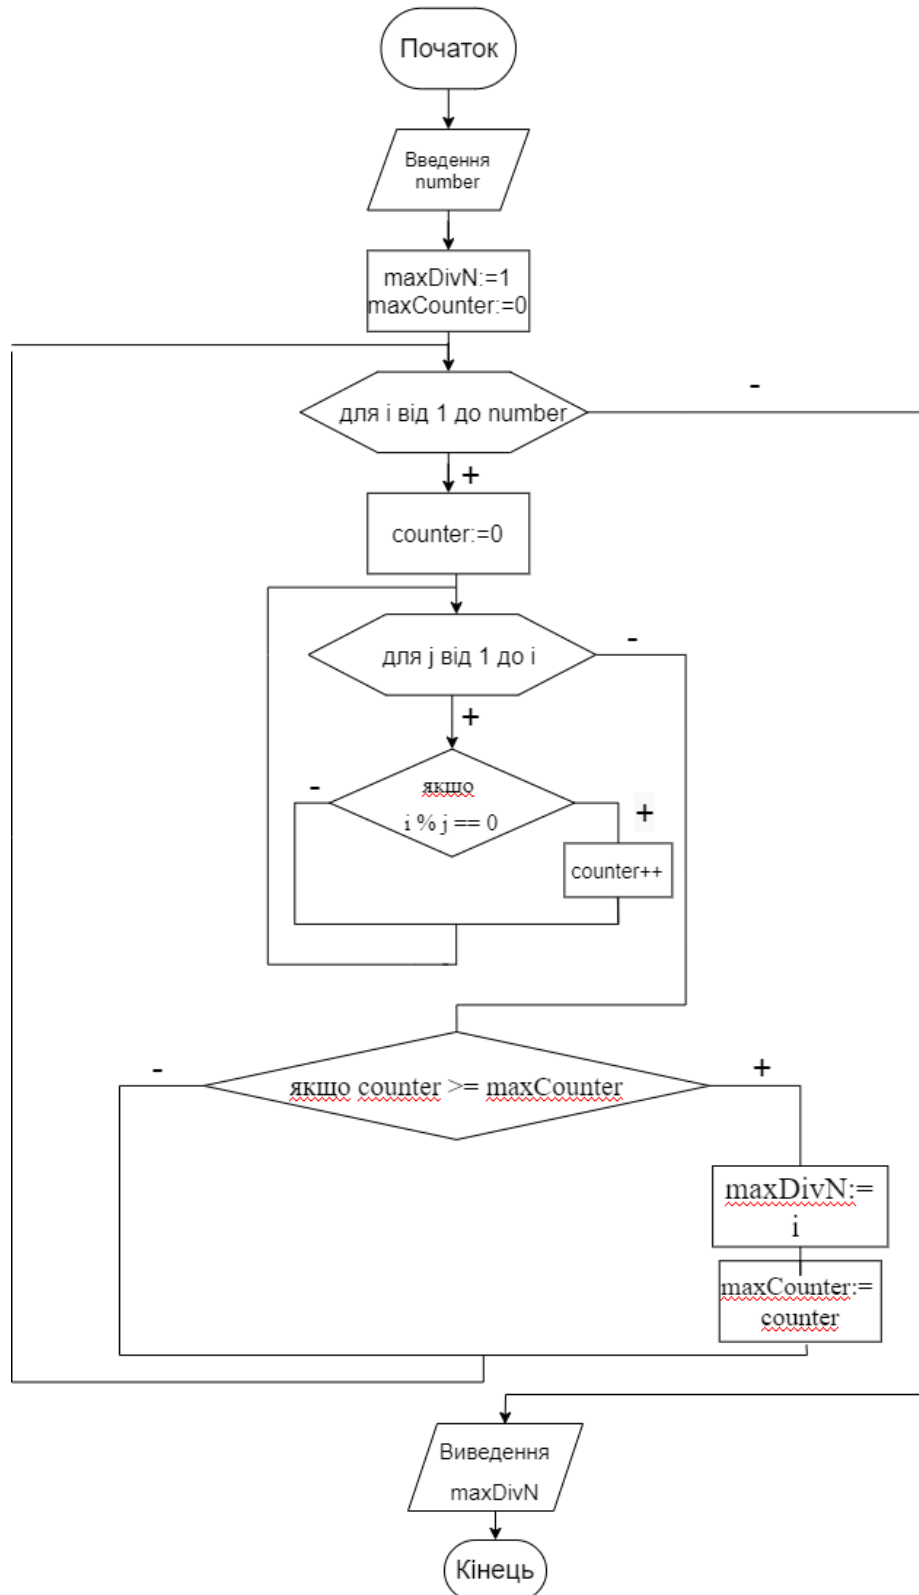 Початок
Введення
number
maxDivN:=1
maxCounter:=0
-
для i від 1 до number
+
counter:=0
-
для j від 1 до i
+
-
якщо
i % j == 0
+
counter++
-
+
якщо counter >= maxCounter
maxDivN:=
i
maxCounter:=
counter
Виведення
maxDivN
Кінець